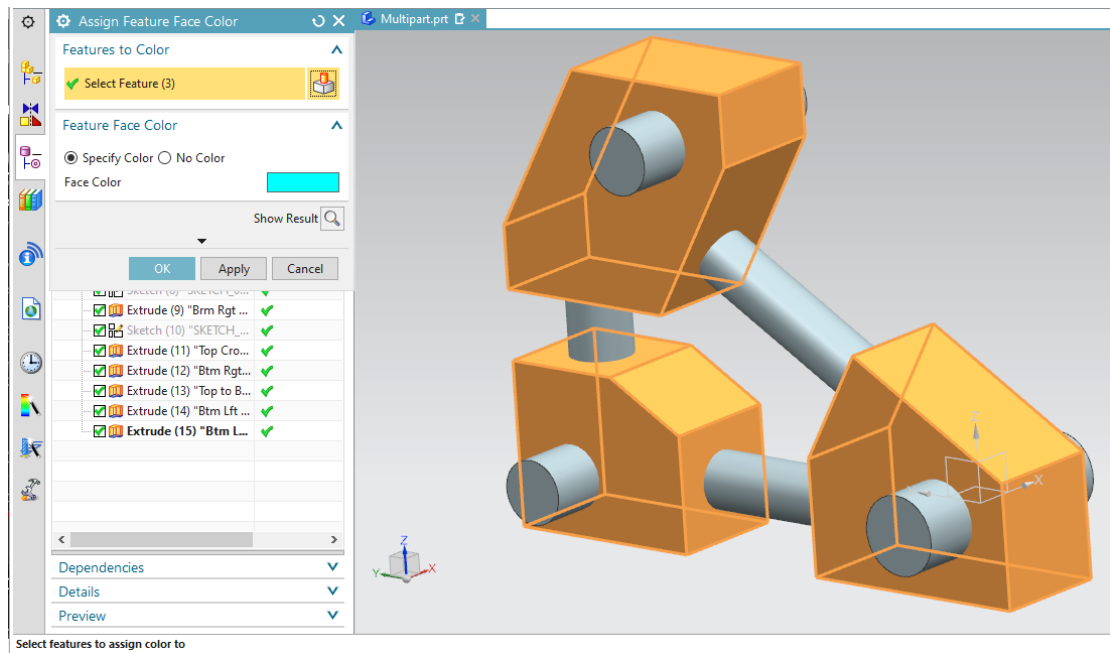 Assign Feature Face Color
Multipart.prt
Features to Color
Select Feature (3)
Feature Face Color
Specify Color
No Color
Face Color
Show Result
OK
Apply
Cancel
Extrude (9) "Brm Rgt ...
Sketch (10) "SKETCH_...
Extrude (11) "Top Cro...
Extrude (12) "Btm Rgt...
Extrude (13) "Top to B...
Extrude (14) "Btm Lft ...
Extrude (15) "Btm L...
Dependencies
Details
Preview
Z
X
Z
Y
X
Select features to assign color to